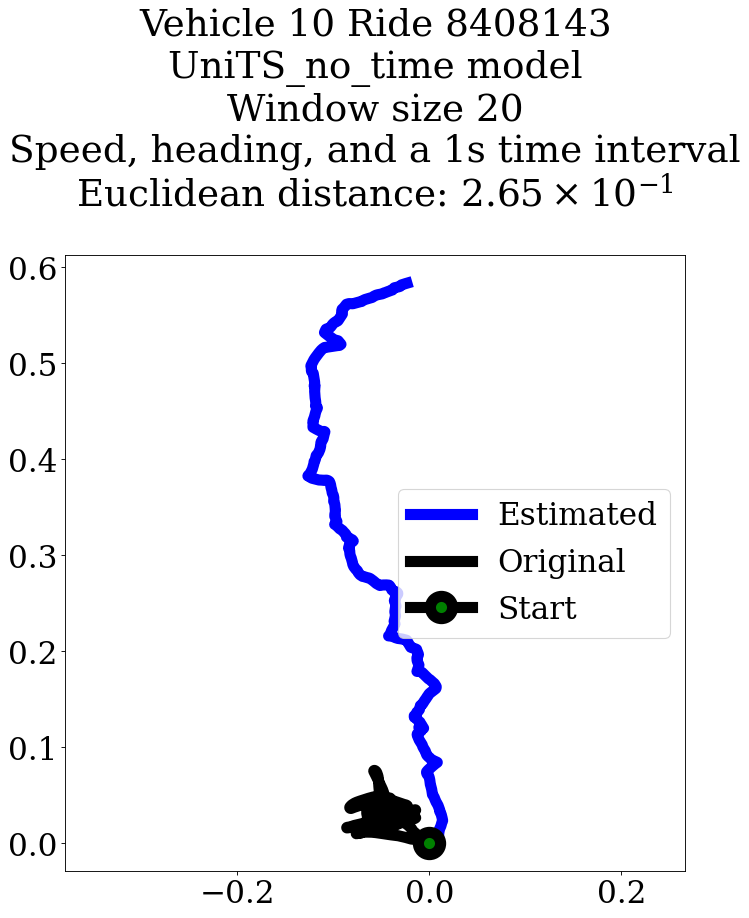 Vehicle 10 Ride 8408143
UniTS_no_time model
Window size 20
Speed, heading, and a 1s time interval
Euclidean distance: 2.65 × 10⁻¹
0.6
0.5
0.4
0.3
0.2
0.1
0.0
Estimated
Original
Start
−0.2
0.0
0.2